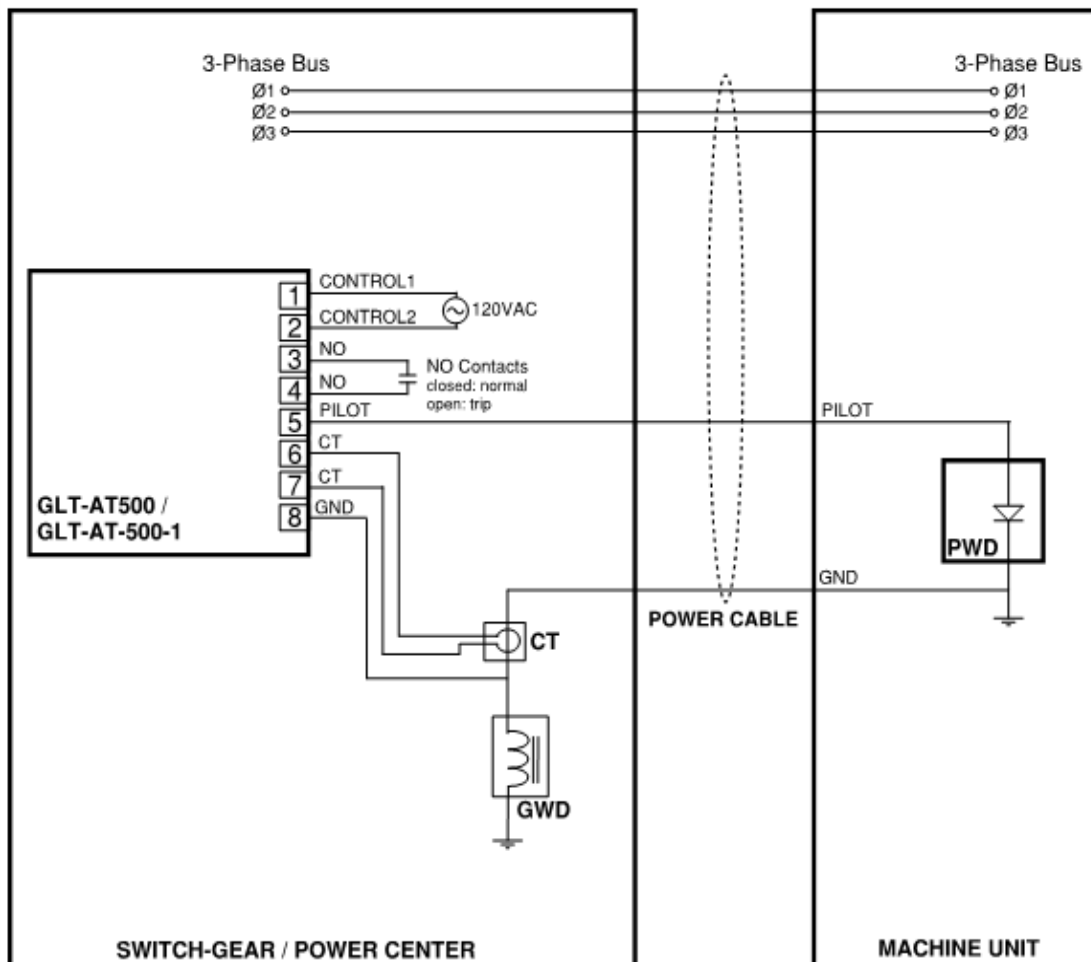 3-Phase Bus
Ø1
Ø2
Ø3
3-Phase Bus
Ø1
Ø2
Ø3
1 CONTROL1
2 CONTROL2
120VAC
3 NO
4 NO
NO Contacts
closed: normal
open: trip
5 PILOT
6 CT
7 CT
8 GND
GLT-AT500 /
GLT-AT-500-1
PILOT
PWD
GND
POWER CABLE
CT
GWD
SWITCH-GEAR / POWER CENTER
MACHINE UNIT